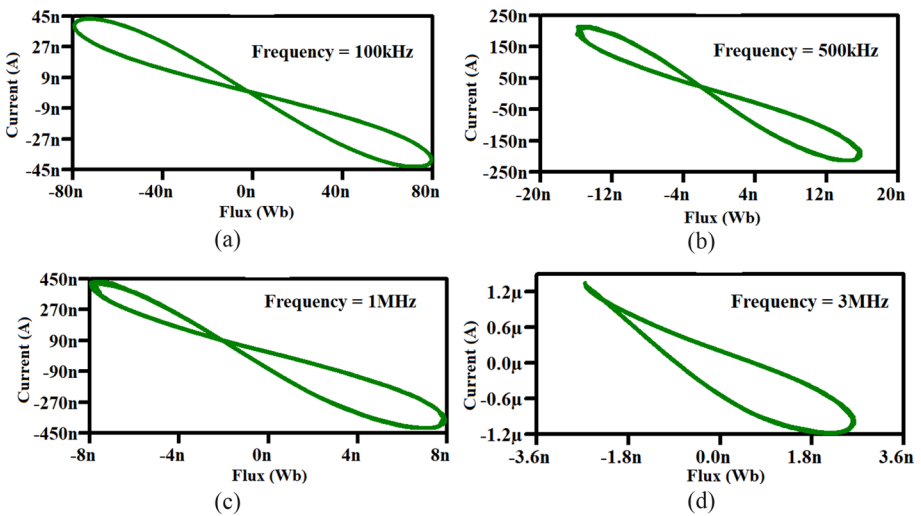 45n
27n
9n
-9n
-27n
-45n
Current (A)
Frequency = 100kHz
-80n -40n 0n 40n 80n
Flux (Wb)
(a)
250n
150n
50n
-50n
-150n
-250n
Current (A)
Frequency = 500kHz
-20n -12n -4n 4n 12n 20n
Flux (Wb)
(b)
450n
270n
90n
-90n
-270n
-450n
Current (A)
Frequency = 1MHz
-8n -4n 0n 4n 8n
Flux (Wb)
(c)
1.2µ
0.6µ
0.0µ
-0.6µ
-1.2µ
Current (A)
Frequency = 3MHz
-3.6n -1.8n 0.0n 1.8n 3.6n
Flux (Wb)
(d)